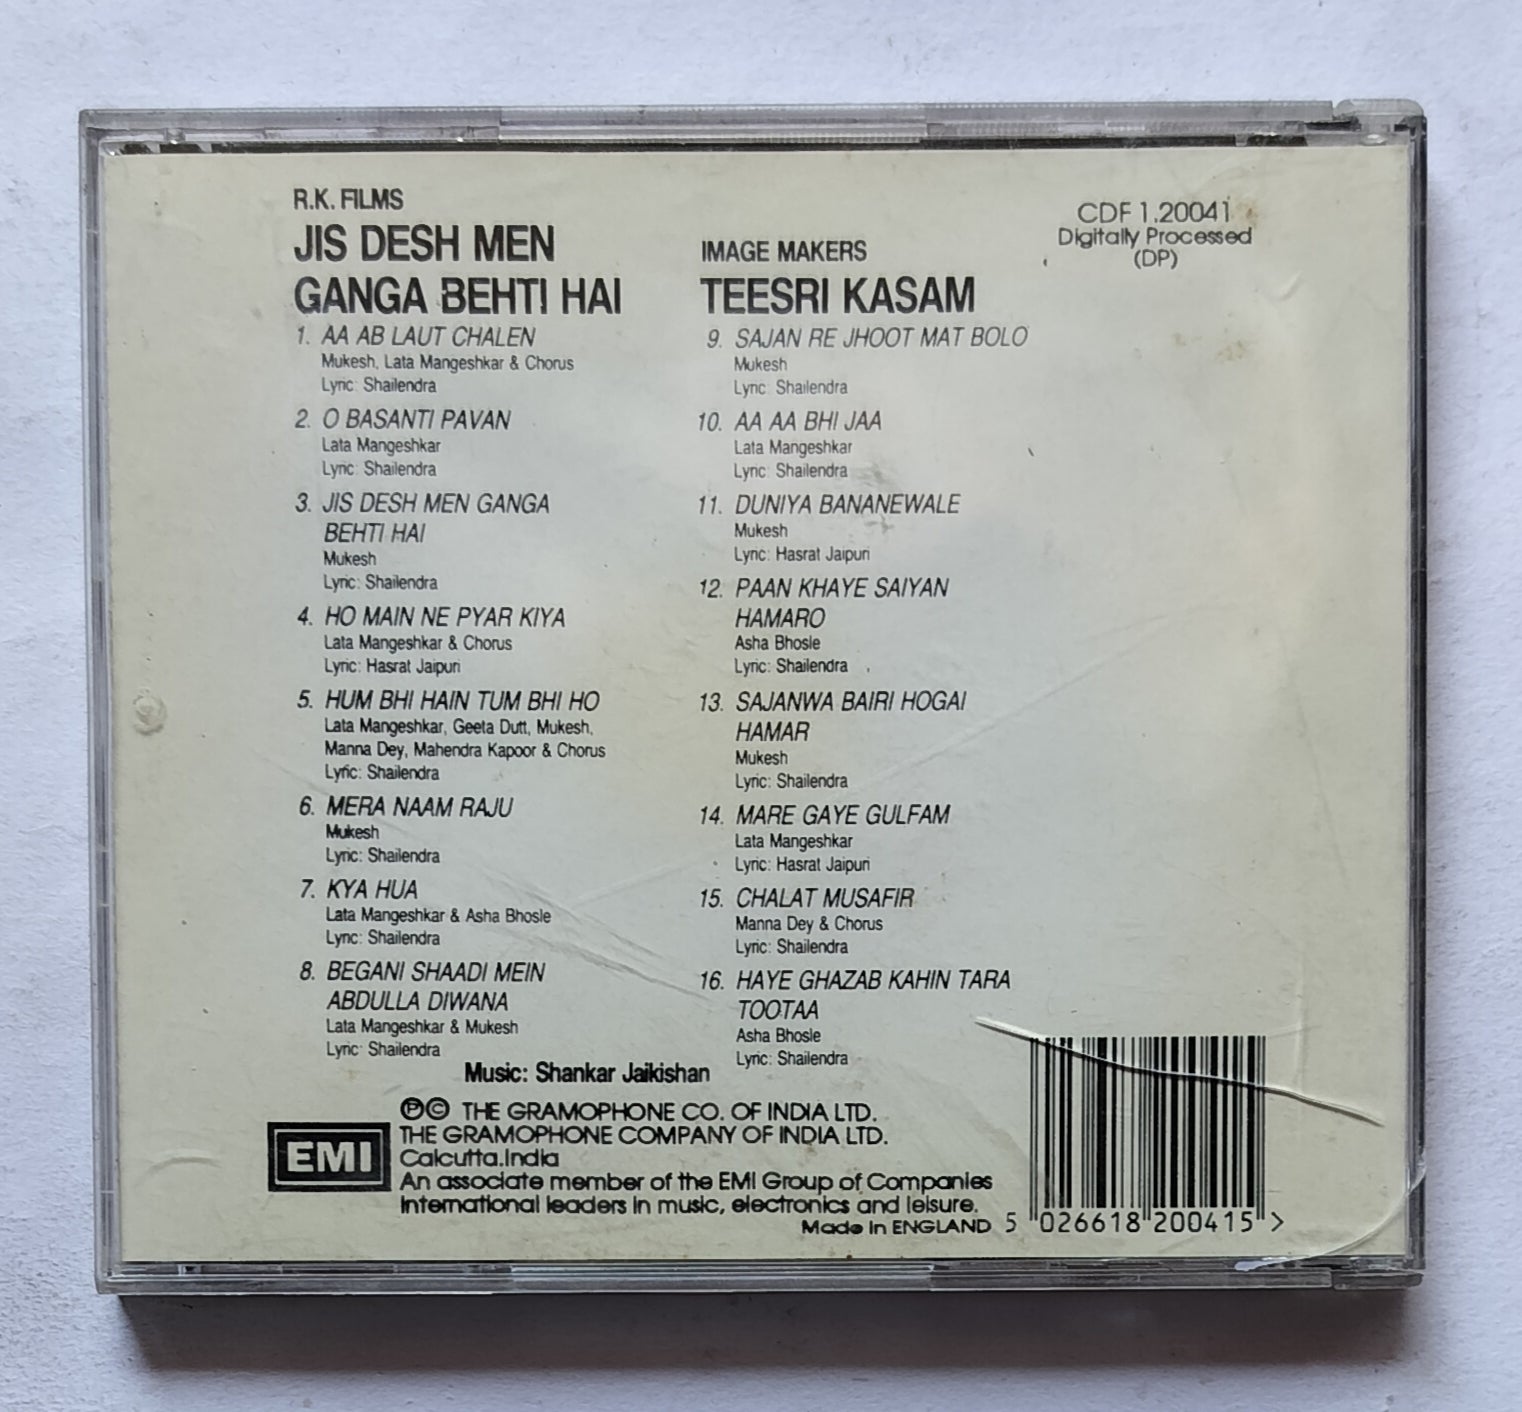 R.K. FILMS
JIS DESH MEN
GANGA BEHTI HAI
1. AA AB LAUT CHALEN
Mukesh, Lata Mangeshkar & Chorus
Lyric: Shailendra
2. O BASANTI PAVAN
Lata Mangeshkar
Lyric: Shailendra
3. JIS DESH MEN GANGA
BEHTI HAI
Mukesh
Lyric: Shailendra
4. HO MAIN NE PYAR KIYA
Lata Mangeshkar & Chorus
Lyric: Hasrat Jaipuri
5. HUM BHI HAIN TUM BHI HO
Lata Mangeshkar, Geeta Dutt, Mukesh,
Manna Dey, Mahendra Kapoor & Chorus
Lyric: Shailendra
6. MERA NAAM RAJU
Mukesh
Lyric: Shailendra
7. KYA HUA
Lata Mangeshkar & Asha Bhosle
Lyric: Shailendra
8. BEGANI SHAADI MEIN
ABDULLA DIWANA
Lata Mangeshkar & Mukesh
Lyric: Shailendra
IMAGE MAKERS
TEESRI KASAM
9. SAJAN RE JHOOT MAT BOLO
Mukesh
Lyric: Shailendra
10. AA AA BHI JAA
Lata Mangeshkar
Lyric: Shailendra
11. DUNIYA BANANEWALE
Mukesh
Lyric: Hasrat Jaipuri
12. PAAN KHAYE SAIYAN
HAMARO
Asha Bhosle
Lyric: Shailendra
13. SAJANWA BAIRI HOGAI
HAMAR
Mukesh
Lyric: Shailendra
14. MARE GAYE GULFAM
Lata Mangeshkar
Lyric: Hasrat Jaipuri
15. CHALAT MUSAFIR
Manna Dey & Chorus
Lyric: Shailendra
16. HAYE GHAZAB KAHIN TARA
TOOTAA
Asha Bhosle
Lyric: Shailendra
CDF 1.20041
Digitally Processed
(DP)
Music: Shankar Jaikishan
EMI
℗© THE GRAMOPHONE CO. OF INDIA LTD.
THE GRAMOPHONE COMPANY OF INDIA LTD.
Calcutta.India
An associate member of the EMI Group of Companies
International leaders in music, electronics and leisure.
Made in ENGLAND
5 026618 200415 >